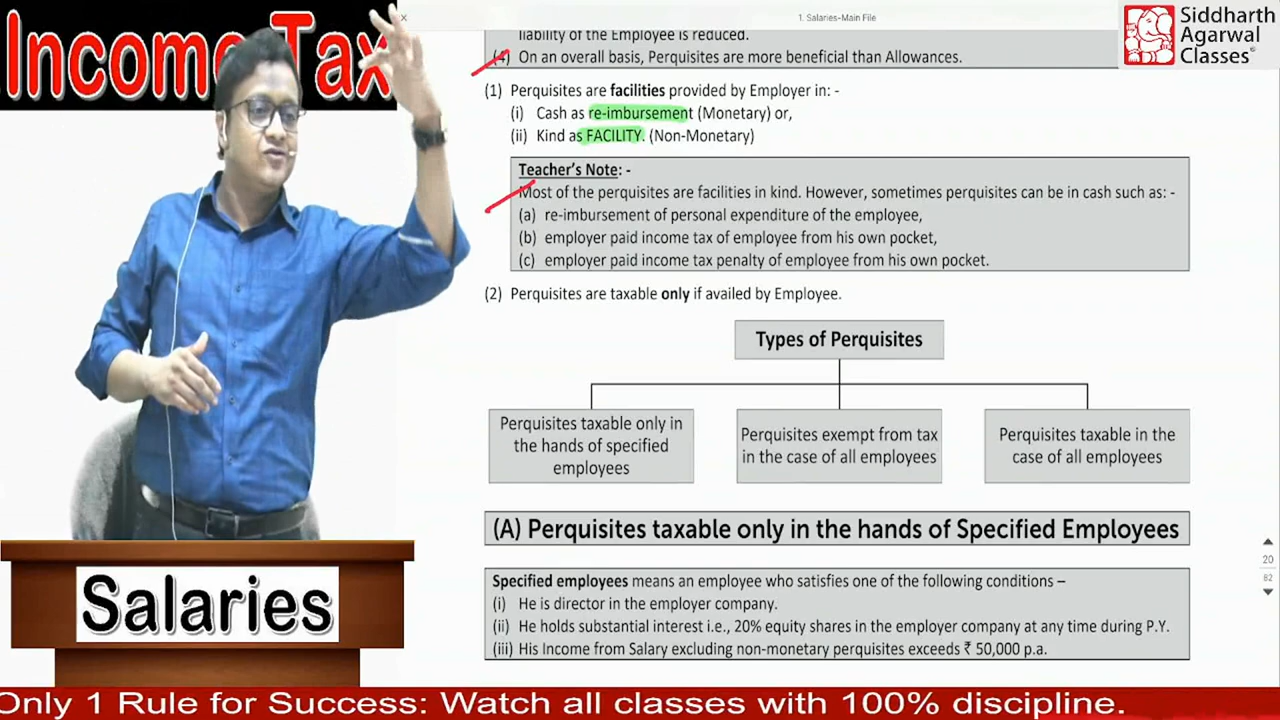 Income Tax
1. Salaries-Main File
Siddharth
Agarwal
Classes®
liability of the Employee is reduced.
(4) On an overall basis, Perquisites are more beneficial than Allowances.
(1) Perquisites are facilities provided by Employer in: -
(i) Cash as re-imbursement (Monetary) or,
(ii) Kind as FACILITY. (Non-Monetary)
Teacher's Note: -
Most of the perquisites are facilities in kind. However, sometimes perquisites can be in cash such as: -
(a) re-imbursement of personal expenditure of the employee,
(b) employer paid income tax of employee from his own pocket,
(c) employer paid income tax penalty of employee from his own pocket.
(2) Perquisites are taxable only if availed by Employee.
Types of Perquisites
Perquisites taxable only in
the hands of specified
employees
Perquisites exempt from tax
in the case of all employees
Perquisites taxable in the
case of all employees
(A) Perquisites taxable only in the hands of Specified Employees
Specified employees means an employee who satisfies one of the following conditions –
(i) He is director in the employer company.
(ii) He holds substantial interest i.e., 20% equity shares in the employer company at any time during P.Y.
(iii) His Income from Salary excluding non-monetary perquisites exceeds ₹ 50,000 p.a.
20
82
Salaries
Only 1 Rule for Success: Watch all classes with 100% discipline.